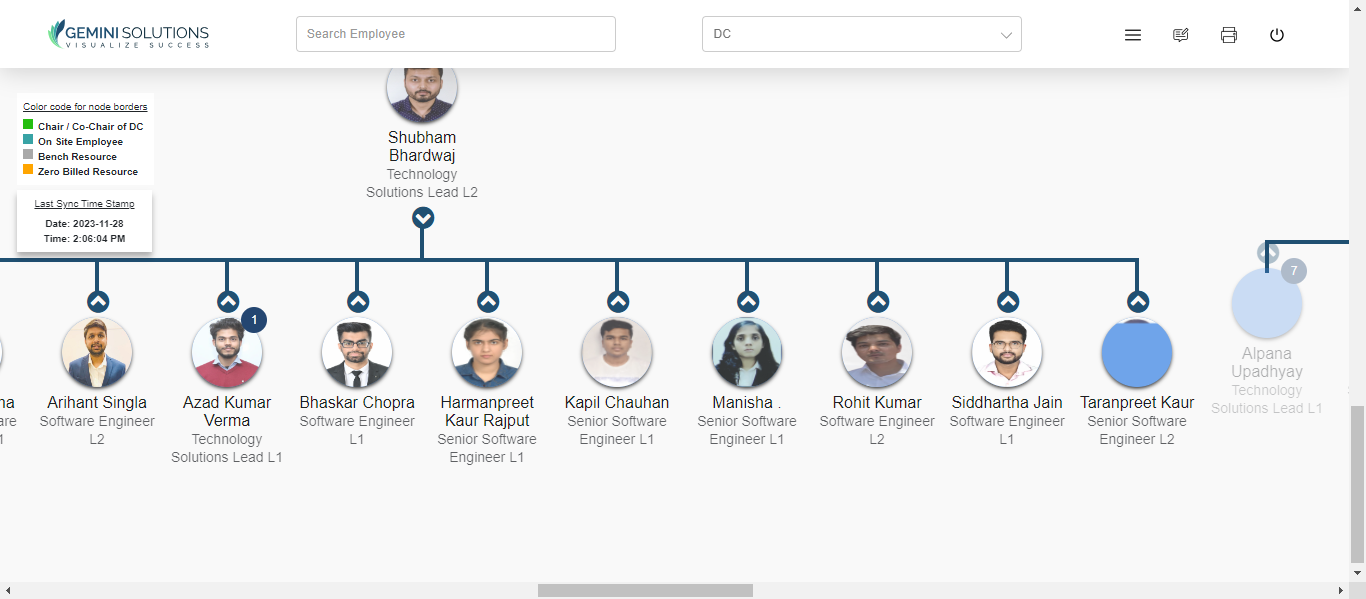 GEMINI SOLUTIONS
VISUALIZE SUCCESS
Search Employee
DC
Color code for node borders
Chair / Co-Chair of DC
On Site Employee
Bench Resource
Zero Billed Resource
Last Sync Time Stamp
Date: 2023-11-28
Time: 2:06:04 PM
Shubham
Bhardwaj
Technology
Solutions Lead L2
Arihant Singla
Software Engineer
L2
1
Azad Kumar
Verma
Technology
Solutions Lead L1
Bhaskar Chopra
Software Engineer
L1
Harmanpreet
Kaur Rajput
Senior Software
Engineer L1
Kapil Chauhan
Senior Software
Engineer L1
Manisha .
Senior Software
Engineer L1
Rohit Kumar
Software Engineer
L2
Siddhartha Jain
Software Engineer
L1
Taranpreet Kaur
Senior Software
Engineer L2
7
Alpana
Upadhyay
Technology
Solutions Lead L1